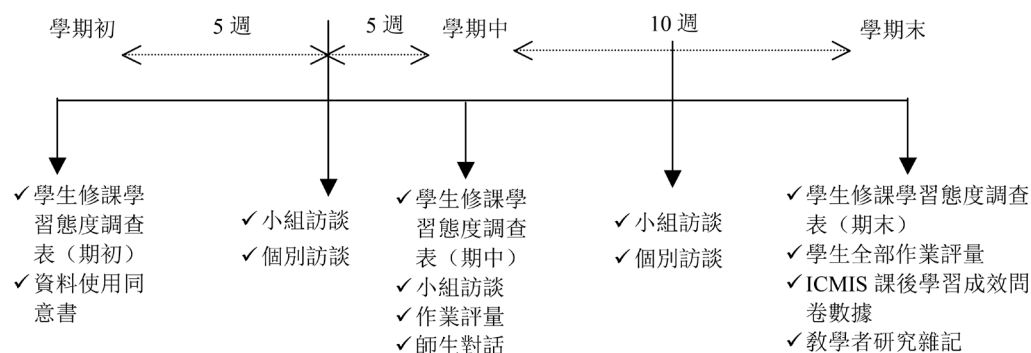 學期初
5 週
5 週
學期中
10 週
學期末
✓學生修課學
習態度調查
表（期初）
✓資料使用同
意書
✓小組訪談
✓個別訪談
✓學生修課學
習態度調查
表（期中）
✓小組訪談
✓作業評量
✓師生對話
✓小組訪談
✓個別訪談
✓學生修課學習態度調查
表（期末）
✓學生全部作業評量
✓ICMIS 課後學習成效問
卷數據
✓教學者研究雜記